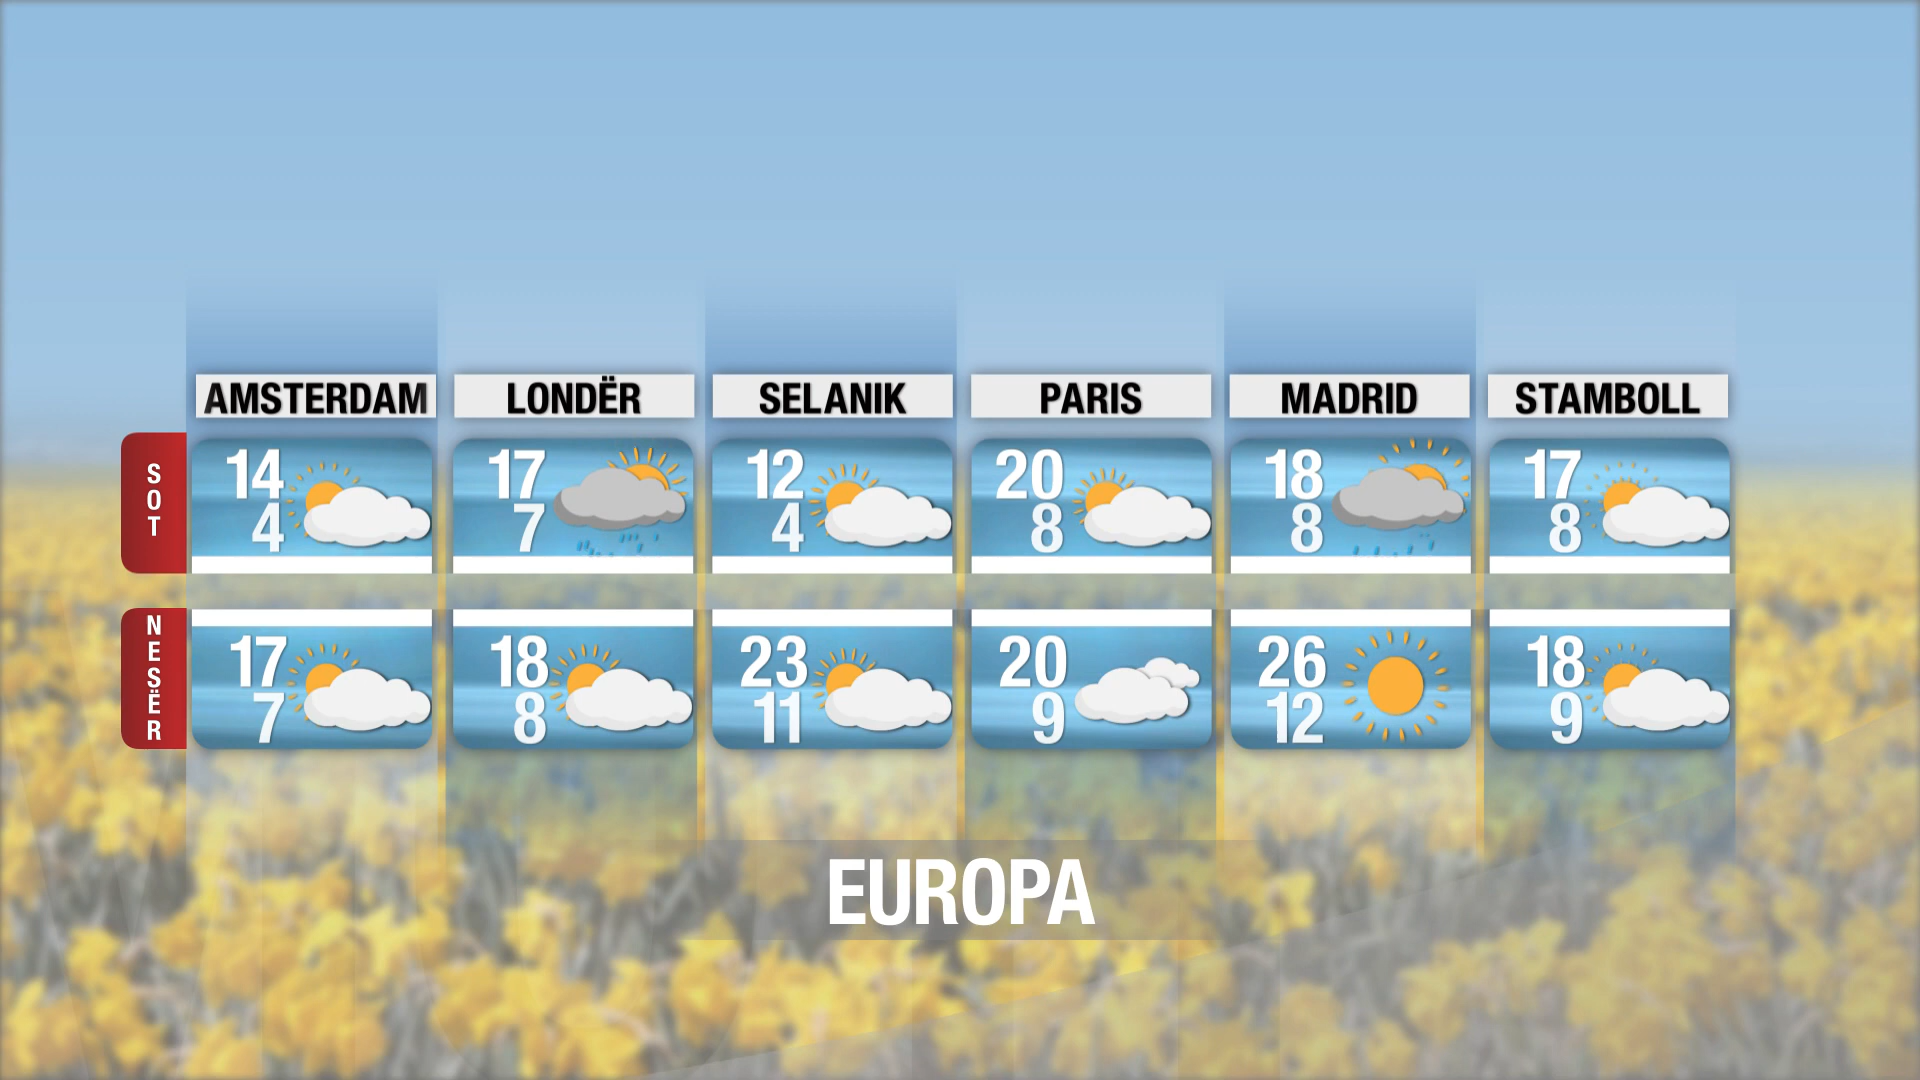 AMSTERDAM LONDËR SELANIK PARIS MADRID STAMBOLL
SOT
14 17 12 20 18 17
4 7 4 8 8 8
NESËR
17 18 23 20 26 18
7 8 11 9 12 9
EUROPA